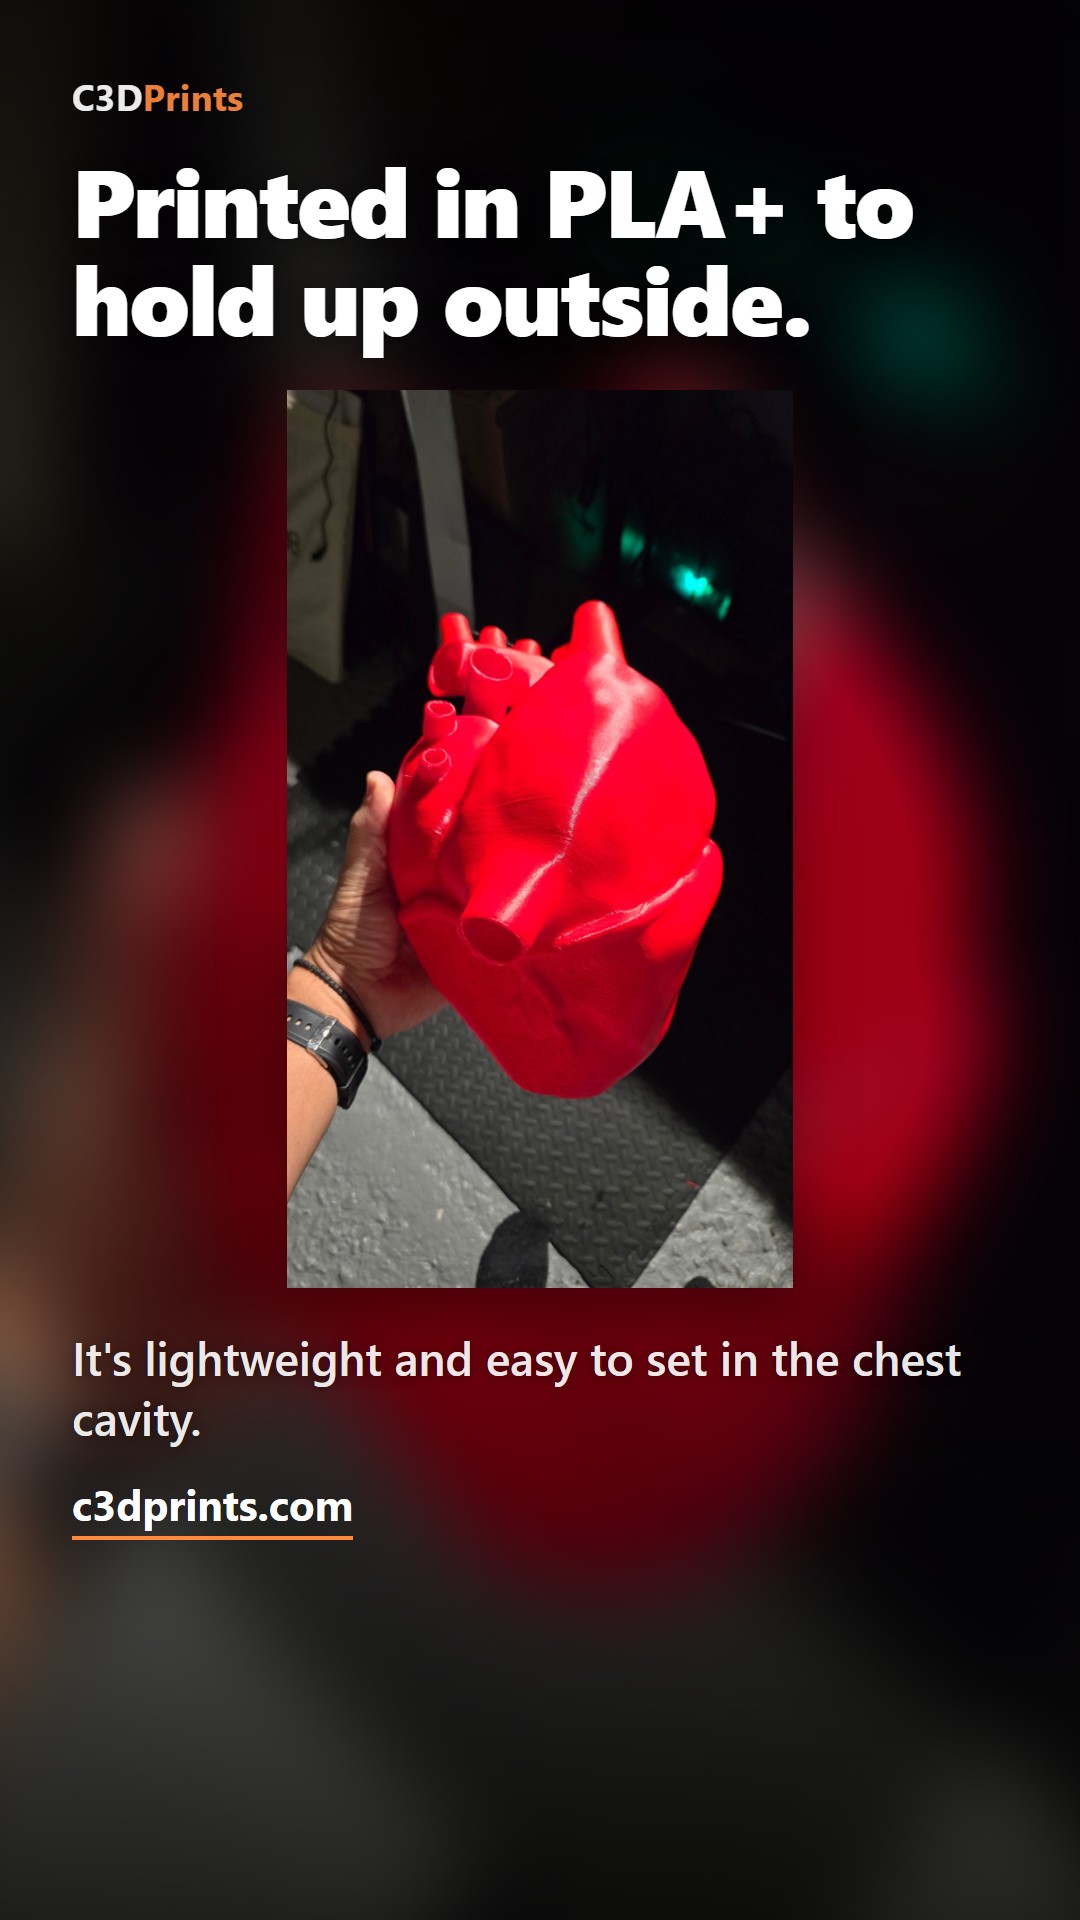 C3DPrints
Printed in PLA+ to
hold up outside.
It's lightweight and easy to set in the chest
cavity.
c3dprints.com